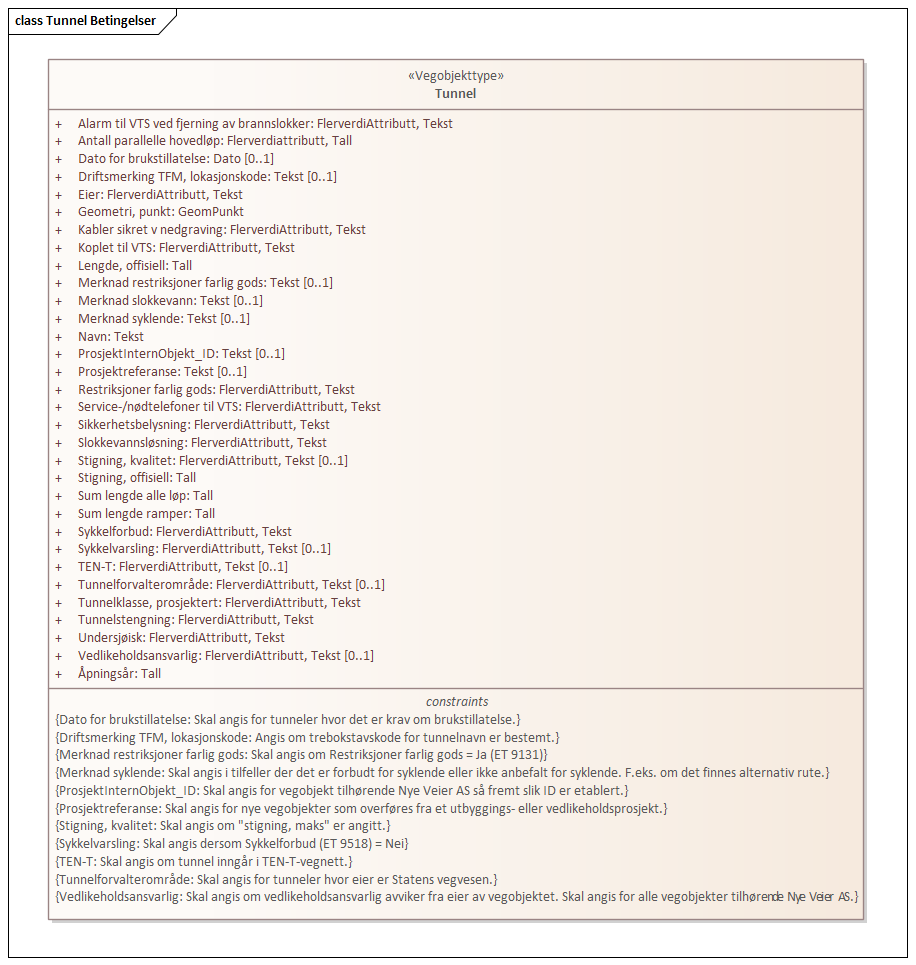 class Tunnel Betingelser
«Vegobjekttype»
Tunnel
+ Alarm til VTS ved fjerning av brannslokker: FlerverdiAttributt, Tekst
+ Antall parallelle hovedløp: Flerverdiattributt, Tall
+ Dato for brukstillatelse: Dato [0..1]
+ Driftsmerking TFM, lokasjonskode: Tekst [0..1]
+ Eier: FlerverdiAttributt, Tekst
+ Geometri, punkt: GeomPunkt
+ Kabler sikret v nedgraving: FlerverdiAttributt, Tekst
+ Koplet til VTS: FlerverdiAttributt, Tekst
+ Lengde, offisiell: Tall
+ Merknad restriksjoner farlig gods: Tekst [0..1]
+ Merknad slokkevann: Tekst [0..1]
+ Merknad syklende: Tekst [0..1]
+ Navn: Tekst
+ ProsjektInternObjekt_ID: Tekst [0..1]
+ Prosjektreferanse: Tekst [0..1]
+ Restriksjoner farlig gods: FlerverdiAttributt, Tekst
+ Service-/nødtelefoner til VTS: FlerverdiAttributt, Tekst
+ Sikkerhetsbelysning: FlerverdiAttributt, Tekst
+ Slokkevannsløsning: FlerverdiAttributt, Tekst
+ Stigning, kvalitet: FlerverdiAttributt, Tekst [0..1]
+ Stigning, offisiell: Tall
+ Sum lengde alle løp: Tall
+ Sum lengde ramper: Tall
+ Sykkelforbud: FlerverdiAttributt, Tekst
+ Sykkelvarsling: FlerverdiAttributt, Tekst [0..1]
+ TEN-T: FlerverdiAttributt, Tekst [0..1]
+ Tunnelforvalterområde: FlerverdiAttributt, Tekst [0..1]
+ Tunnelklasse, prosjektert: FlerverdiAttributt, Tekst
+ Tunnelstengning: FlerverdiAttributt, Tekst
+ Undersjøisk: FlerverdiAttributt, Tekst
+ Vedlikeholdsansvarlig: FlerverdiAttributt, Tekst [0..1]
+ Åpningsår: Tall
constraints
{Dato for brukstillatelse: Skal angis for tunneler hvor det er krav om brukstillatelse.}
{Driftsmerking TFM, lokasjonskode: Angis om trebokstavskode for tunnelnavn er bestemt.}
{Merknad restriksjoner farlig gods: Skal angis om Restriksjoner farlig gods = Ja (ET 9131)}
{Merknad syklende: Skal angis i tilfeller der det er forbudt for syklende eller ikke anbefalt for syklende. F.eks. om det finnes alternativ rute.}
{ProsjektInternObjekt_ID: Skal angis for vegobjekt tilhørende Nye Veier AS så fremt slik ID er etablert.}
{Prosjektreferanse: Skal angis for nye vegobjekter som overføres fra et utbyggings- eller vedlikeholdsprosjekt.}
{Stigning, kvalitet: Skal angis om "stigning, maks" er angitt.}
{Sykkelvarsling: Skal angis dersom Sykkelforbud (ET 9518) = Nei}
{TEN-T: Skal angis om tunnel inngår i TEN-T-vegnett.}
{Tunnelforvalterområde: Skal angis for tunneler hvor eier er Statens vegvesen.}
{Vedlikeholdsansvarlig: Skal angis om vedlikeholdsansvarlig avviker fra eier av vegobjektet. Skal angis for alle vegobjekter tilhørende Nye Veier AS.}